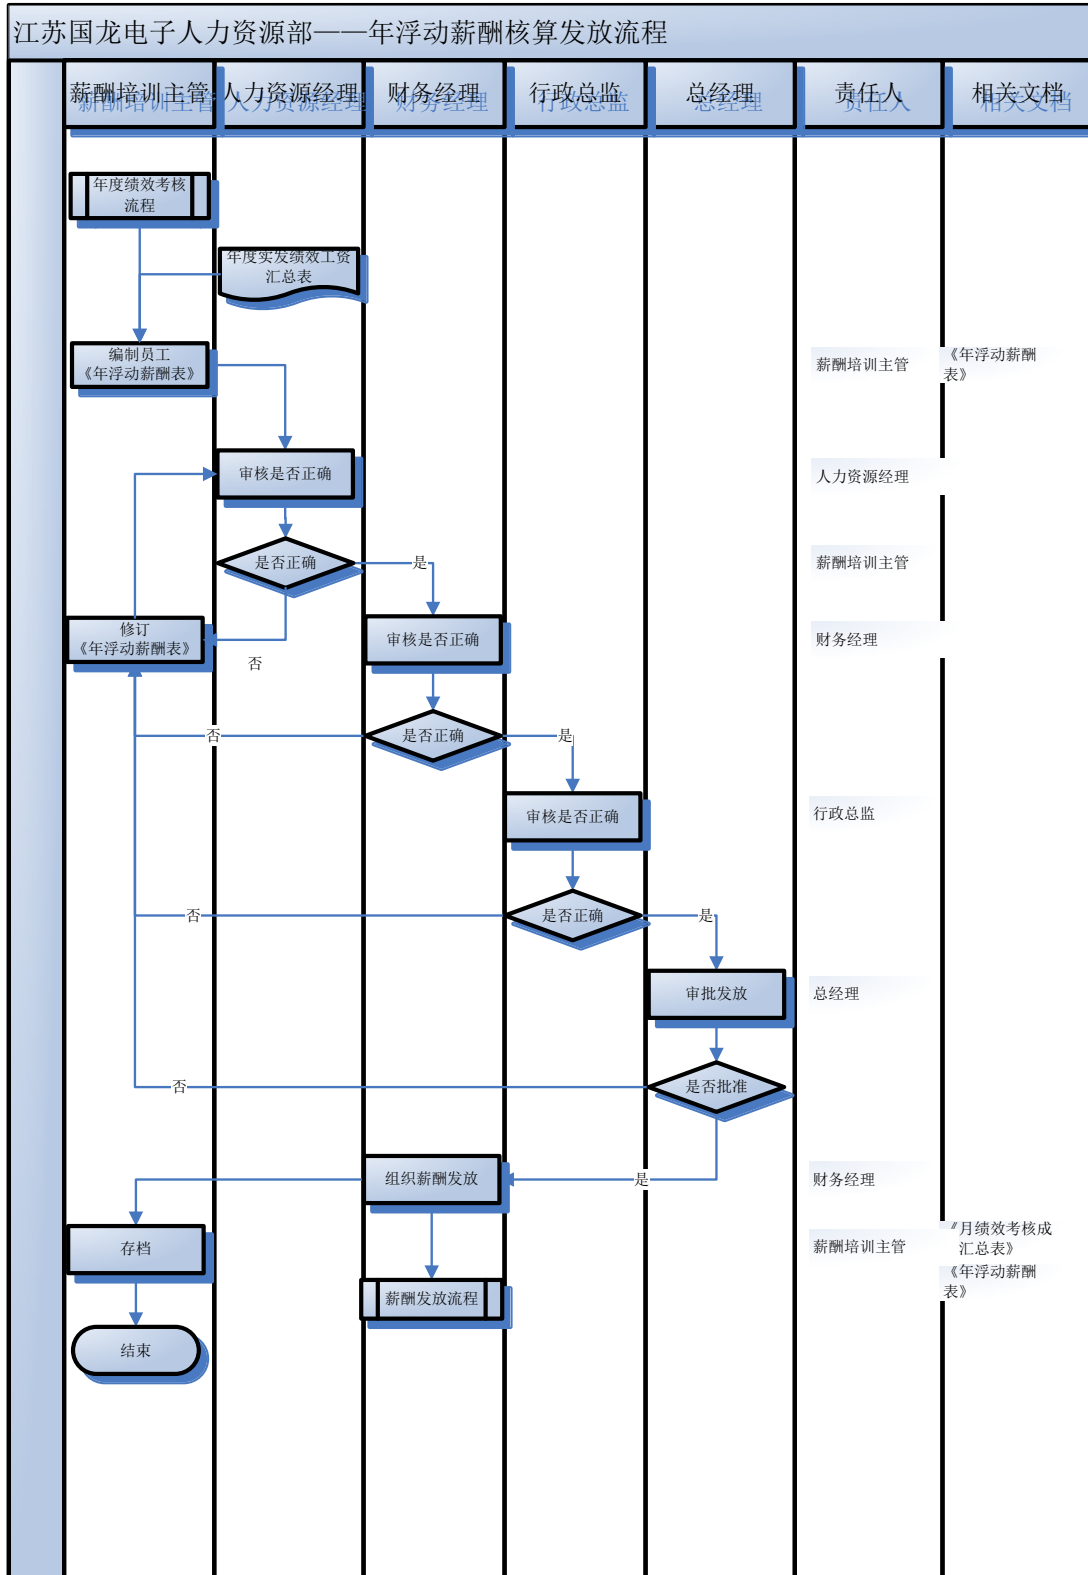 江苏国龙电子人力资源部——年浮动薪酬核算发放流程
薪酬培训主管 人力资源经理 财务经理 行政总监 总经理 责任人 相关文档
年度绩效考核
流程
年度实发绩效工资
汇总表
编制员工
《年浮动薪酬表》
薪酬培训主管
《年浮动薪酬
表》
审核是否正确
人力资源经理
是否正确
是
薪酬培训主管
修订
《年浮动薪酬表》
否
审核是否正确
财务经理
否
是否正确
是
审核是否正确
行政总监
否
是否正确
是
审批发放
总经理
否
是否批准
组织薪酬发放
是
财务经理
存档
薪酬培训主管
《月绩效考核成
汇总表》
《年浮动薪酬
表》
薪酬发放流程
结束